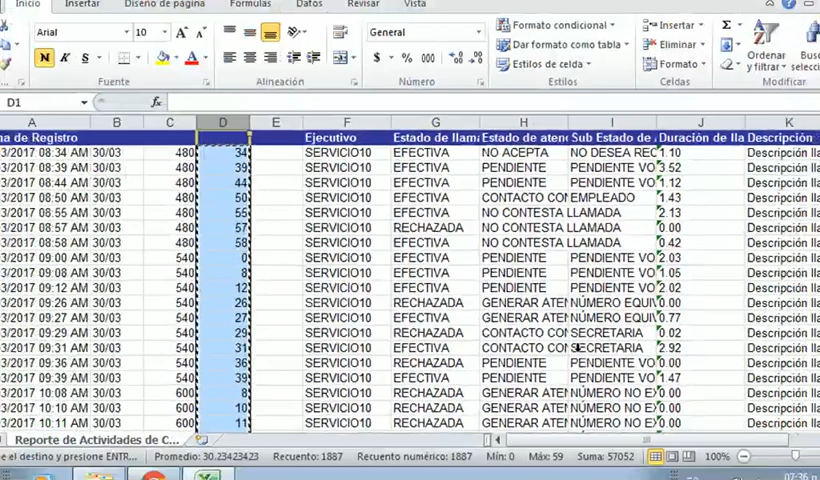 Inicio Insertar Diseño de página Fórmulas Datos Revisar Vista
Arial 10 General Formato condicional Insertar Σ
N K S $ % 000 Dar formato como tabla Eliminar Ordenar
Estilos de celda Formato y filtrar
Fuente Alineación Número Estilos Celdas Modificar
D1 fx
A B C D E F G H I J K
na de Registro Ejecutivo Estado de llama Estado de aten Sub Estado de Duración de lla Descripción
03/2017 08:34 AM 30/03 480 34 SERVICIO10 EFECTIVA NO ACEPTA NO DESEA REC 1.10 Descripción lla
03/2017 08:39 AM 30/03 480 39 SERVICIO10 EFECTIVA PENDIENTE PENDIENTE VO 3.52 Descripción lla
03/2017 08:44 AM 30/03 480 44 SERVICIO10 EFECTIVA PENDIENTE PENDIENTE VO 1.12 Descripción lla
03/2017 08:50 AM 30/03 480 50 SERVICIO10 EFECTIVA CONTACTO CON EMPLEADO 1.43 Descripción lla
03/2017 08:55 AM 30/03 480 55 SERVICIO10 EFECTIVA NO CONTESTA LLAMADA 2.13 Descripción lla
03/2017 08:57 AM 30/03 480 57 SERVICIO10 RECHAZADA NO CONTESTA LLAMADA 0.00 Descripción lla
03/2017 08:58 AM 30/03 480 58 SERVICIO10 EFECTIVA NO CONTESTA LLAMADA 0.42 Descripción lla
03/2017 09:00 AM 30/03 540 0 SERVICIO10 EFECTIVA PENDIENTE PENDIENTE VO 2.03 Descripción lla
03/2017 09:08 AM 30/03 540 8 SERVICIO10 EFECTIVA PENDIENTE PENDIENTE VO 1.05 Descripción lla
03/2017 09:12 AM 30/03 540 12 SERVICIO10 EFECTIVA PENDIENTE PENDIENTE VO 2.02 Descripción lla
03/2017 09:26 AM 30/03 540 26 SERVICIO10 RECHAZADA GENERAR ATEN NÚMERO EQUIV 0.00 Descripción lla
03/2017 09:27 AM 30/03 540 27 SERVICIO10 EFECTIVA GENERAR ATEN NÚMERO EQUIV 0.77 Descripción lla
03/2017 09:29 AM 30/03 540 29 SERVICIO10 RECHAZADA CONTACTO CON SECRETARIA 0.02 Descripción lla
03/2017 09:31 AM 30/03 540 31 SERVICIO10 EFECTIVA CONTACTO CON SECRETARIA 2.92 Descripción lla
03/2017 09:36 AM 30/03 540 36 SERVICIO10 RECHAZADA PENDIENTE PENDIENTE VO 0.00 Descripción lla
03/2017 09:39 AM 30/03 540 39 SERVICIO10 EFECTIVA PENDIENTE PENDIENTE VO 1.47 Descripción lla
03/2017 10:08 AM 30/03 600 8 SERVICIO10 RECHAZADA GENERAR ATEN NÚMERO NO EX 0.00 Descripción lla
03/2017 10:10 AM 30/03 600 10 SERVICIO10 RECHAZADA GENERAR ATEN NÚMERO NO EX 0.00 Descripción lla
03/2017 10:11 AM 30/03 600 11 SERVICIO10 RECHAZADA GENERAR ATEN NÚMERO NO EX 0.00 Descripción lla
Reporte de Actividades de C...
e el destino y presione ENTR... Promedio: 30.23423423 Recuento: 1887 Recuento numérico: 1887 Mín: 0 Máx: 59 Suma: 57052 100%